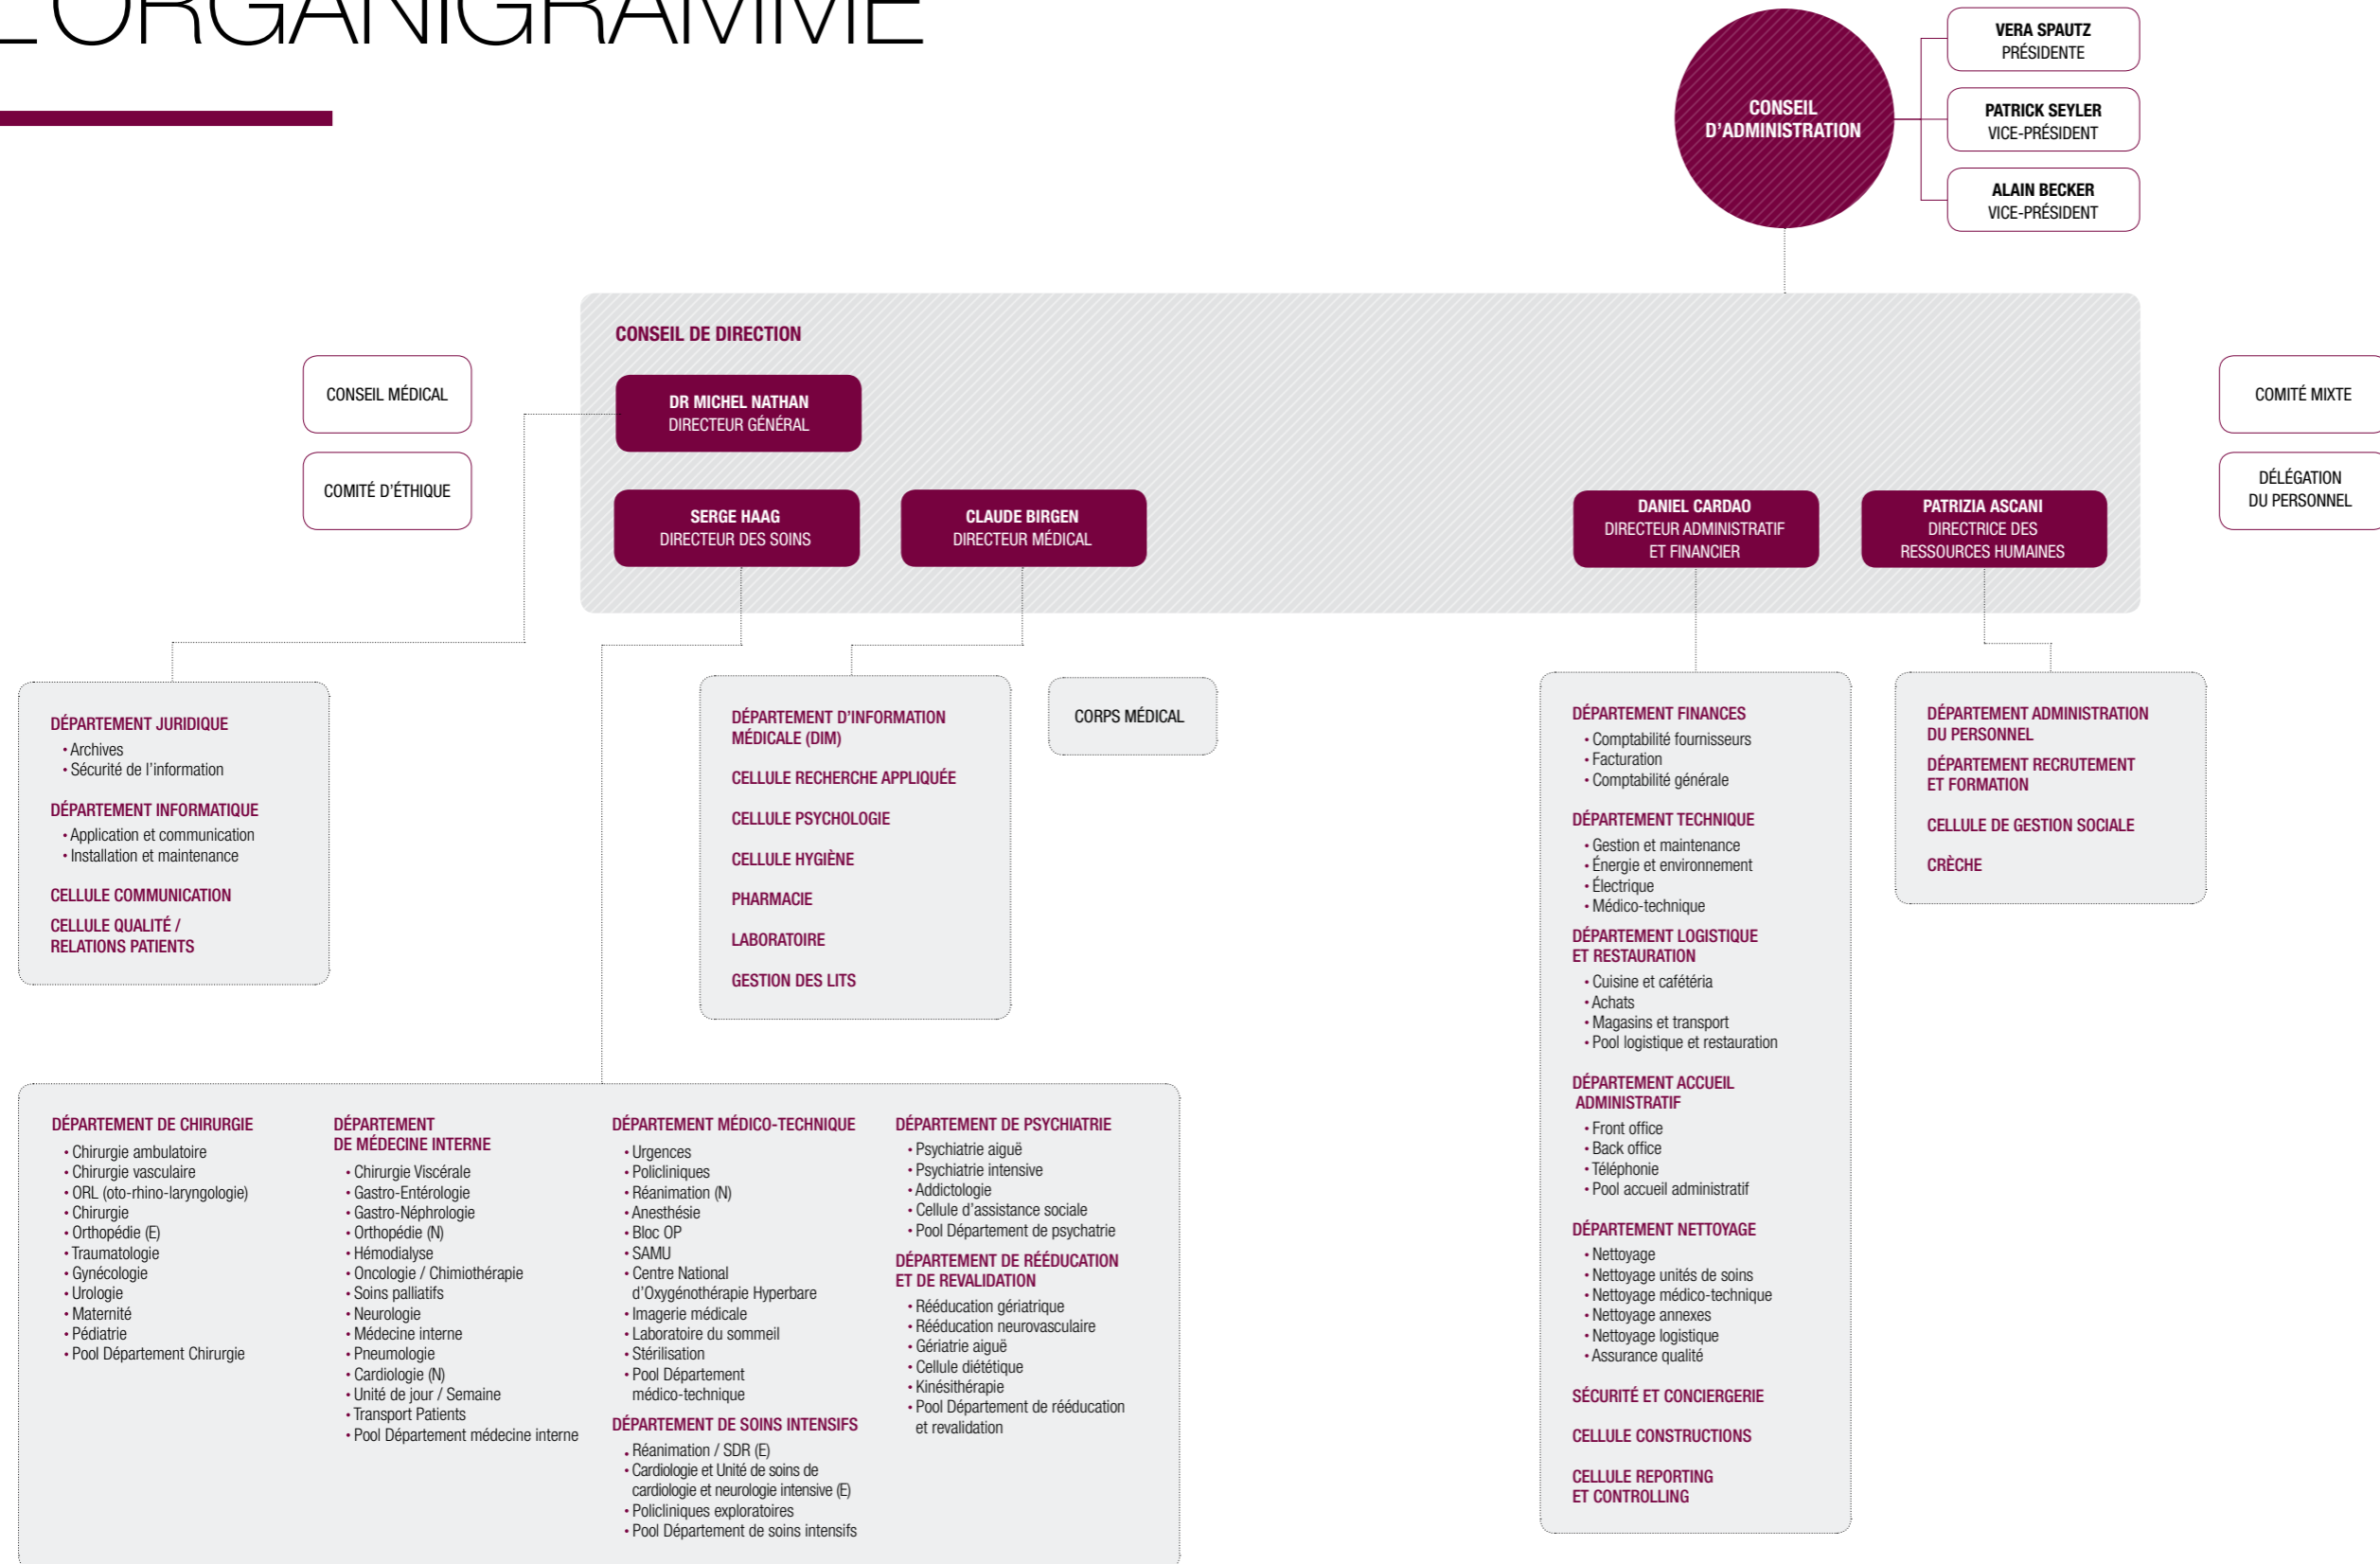 L'ORGANIGRAMME
CONSEIL
D'ADMINISTRATION
VERA SPAUTZ
PRÉSIDENTE
PATRICK SEYLER
VICE-PRÉSIDENT
ALAIN BECKER
VICE-PRÉSIDENT
CONSEIL DE DIRECTION
CONSEIL MÉDICAL
COMITÉ D'ÉTHIQUE
DR MICHEL NATHAN
DIRECTEUR GÉNÉRAL
SERGE HAAG
DIRECTEUR DES SOINS
CLAUDE BIRGEN
DIRECTEUR MÉDICAL
DANIEL CARDAO
DIRECTEUR ADMINISTRATIF
ET FINANCIER
PATRIZIA ASCANI
DIRECTRICE DES
RESSOURCES HUMAINES
COMITÉ MIXTE
DÉLÉGATION
DU PERSONNEL
DÉPARTEMENT JURIDIQUE
• Archives
• Sécurité de l'information
DÉPARTEMENT INFORMATIQUE
• Application et communication
• Installation et maintenance
CELLULE COMMUNICATION
CELLULE QUALITÉ /
RELATIONS PATIENTS
DÉPARTEMENT D'INFORMATION
MÉDICALE (DIM)
CELLULE RECHERCHE APPLIQUÉE
CELLULE PSYCHOLOGIE
CELLULE HYGIÈNE
PHARMACIE
LABORATOIRE
GESTION DES LITS
CORPS MÉDICAL
DÉPARTEMENT FINANCES
• Comptabilité fournisseurs
• Facturation
• Comptabilité générale
DÉPARTEMENT TECHNIQUE
• Gestion et maintenance
• Énergie et environnement
• Électrique
• Médico-technique
DÉPARTEMENT LOGISTIQUE
ET RESTAURATION
• Cuisine et cafétéria
• Achats
• Magasins et transport
• Pool logistique et restauration
DÉPARTEMENT ACCUEIL
ADMINISTRATIF
• Front office
• Back office
• Téléphonie
• Pool accueil administratif
DÉPARTEMENT NETTOYAGE
• Nettoyage
• Nettoyage unités de soins
• Nettoyage médico-technique
• Nettoyage annexes
• Nettoyage logistique
• Assurance qualité
SÉCURITÉ ET CONCIERGERIE
CELLULE CONSTRUCTIONS
CELLULE REPORTING
ET CONTROLLING
DÉPARTEMENT ADMINISTRATION
DU PERSONNEL
DÉPARTEMENT RECRUTEMENT
ET FORMATION
CELLULE DE GESTION SOCIALE
CRÈCHE
DÉPARTEMENT DE CHIRURGIE
• Chirurgie ambulatoire
• Chirurgie vasculaire
• ORL (oto-rhino-laryngologie)
• Chirurgie
• Orthopédie (E)
• Traumatologie
• Gynécologie
• Urologie
• Maternité
• Pédiatrie
• Pool Département Chirurgie
DÉPARTEMENT
DE MÉDECINE INTERNE
• Chirurgie Viscérale
• Gastro-Entérologie
• Gastro-Néphrologie
• Orthopédie (N)
• Hémodialyse
• Oncologie / Chimiothérapie
• Soins palliatifs
• Neurologie
• Médecine interne
• Pneumologie
• Cardiologie (N)
• Unité de jour / Semaine
• Transport Patients
• Pool Département médecine interne
DÉPARTEMENT MÉDICO-TECHNIQUE
• Urgences
• Policliniques
• Réanimation (N)
• Anesthésie
• Bloc OP
• SAMU
• Centre National
d'Oxygénothérapie Hyperbare
• Imagerie médicale
• Laboratoire du sommeil
• Stérilisation
• Pool Département
médico-technique
DÉPARTEMENT DE SOINS INTENSIFS
• Réanimation / SDR (E)
• Cardiologie et Unité de soins de
cardiologie et neurologie intensive (E)
• Policliniques exploratoires
• Pool Département de soins intensifs
DÉPARTEMENT DE PSYCHIATRIE
• Psychiatrie aiguë
• Psychiatrie intensive
• Addictologie
• Cellule d'assistance sociale
• Pool Département de psychatrie
DÉPARTEMENT DE RÉÉDUCATION
ET DE REVALIDATION
• Rééducation gériatrique
• Rééducation neurovasculaire
• Gériatrie aiguë
• Cellule diététique
• Kinésithérapie
• Pool Département de rééducation
et revalidation